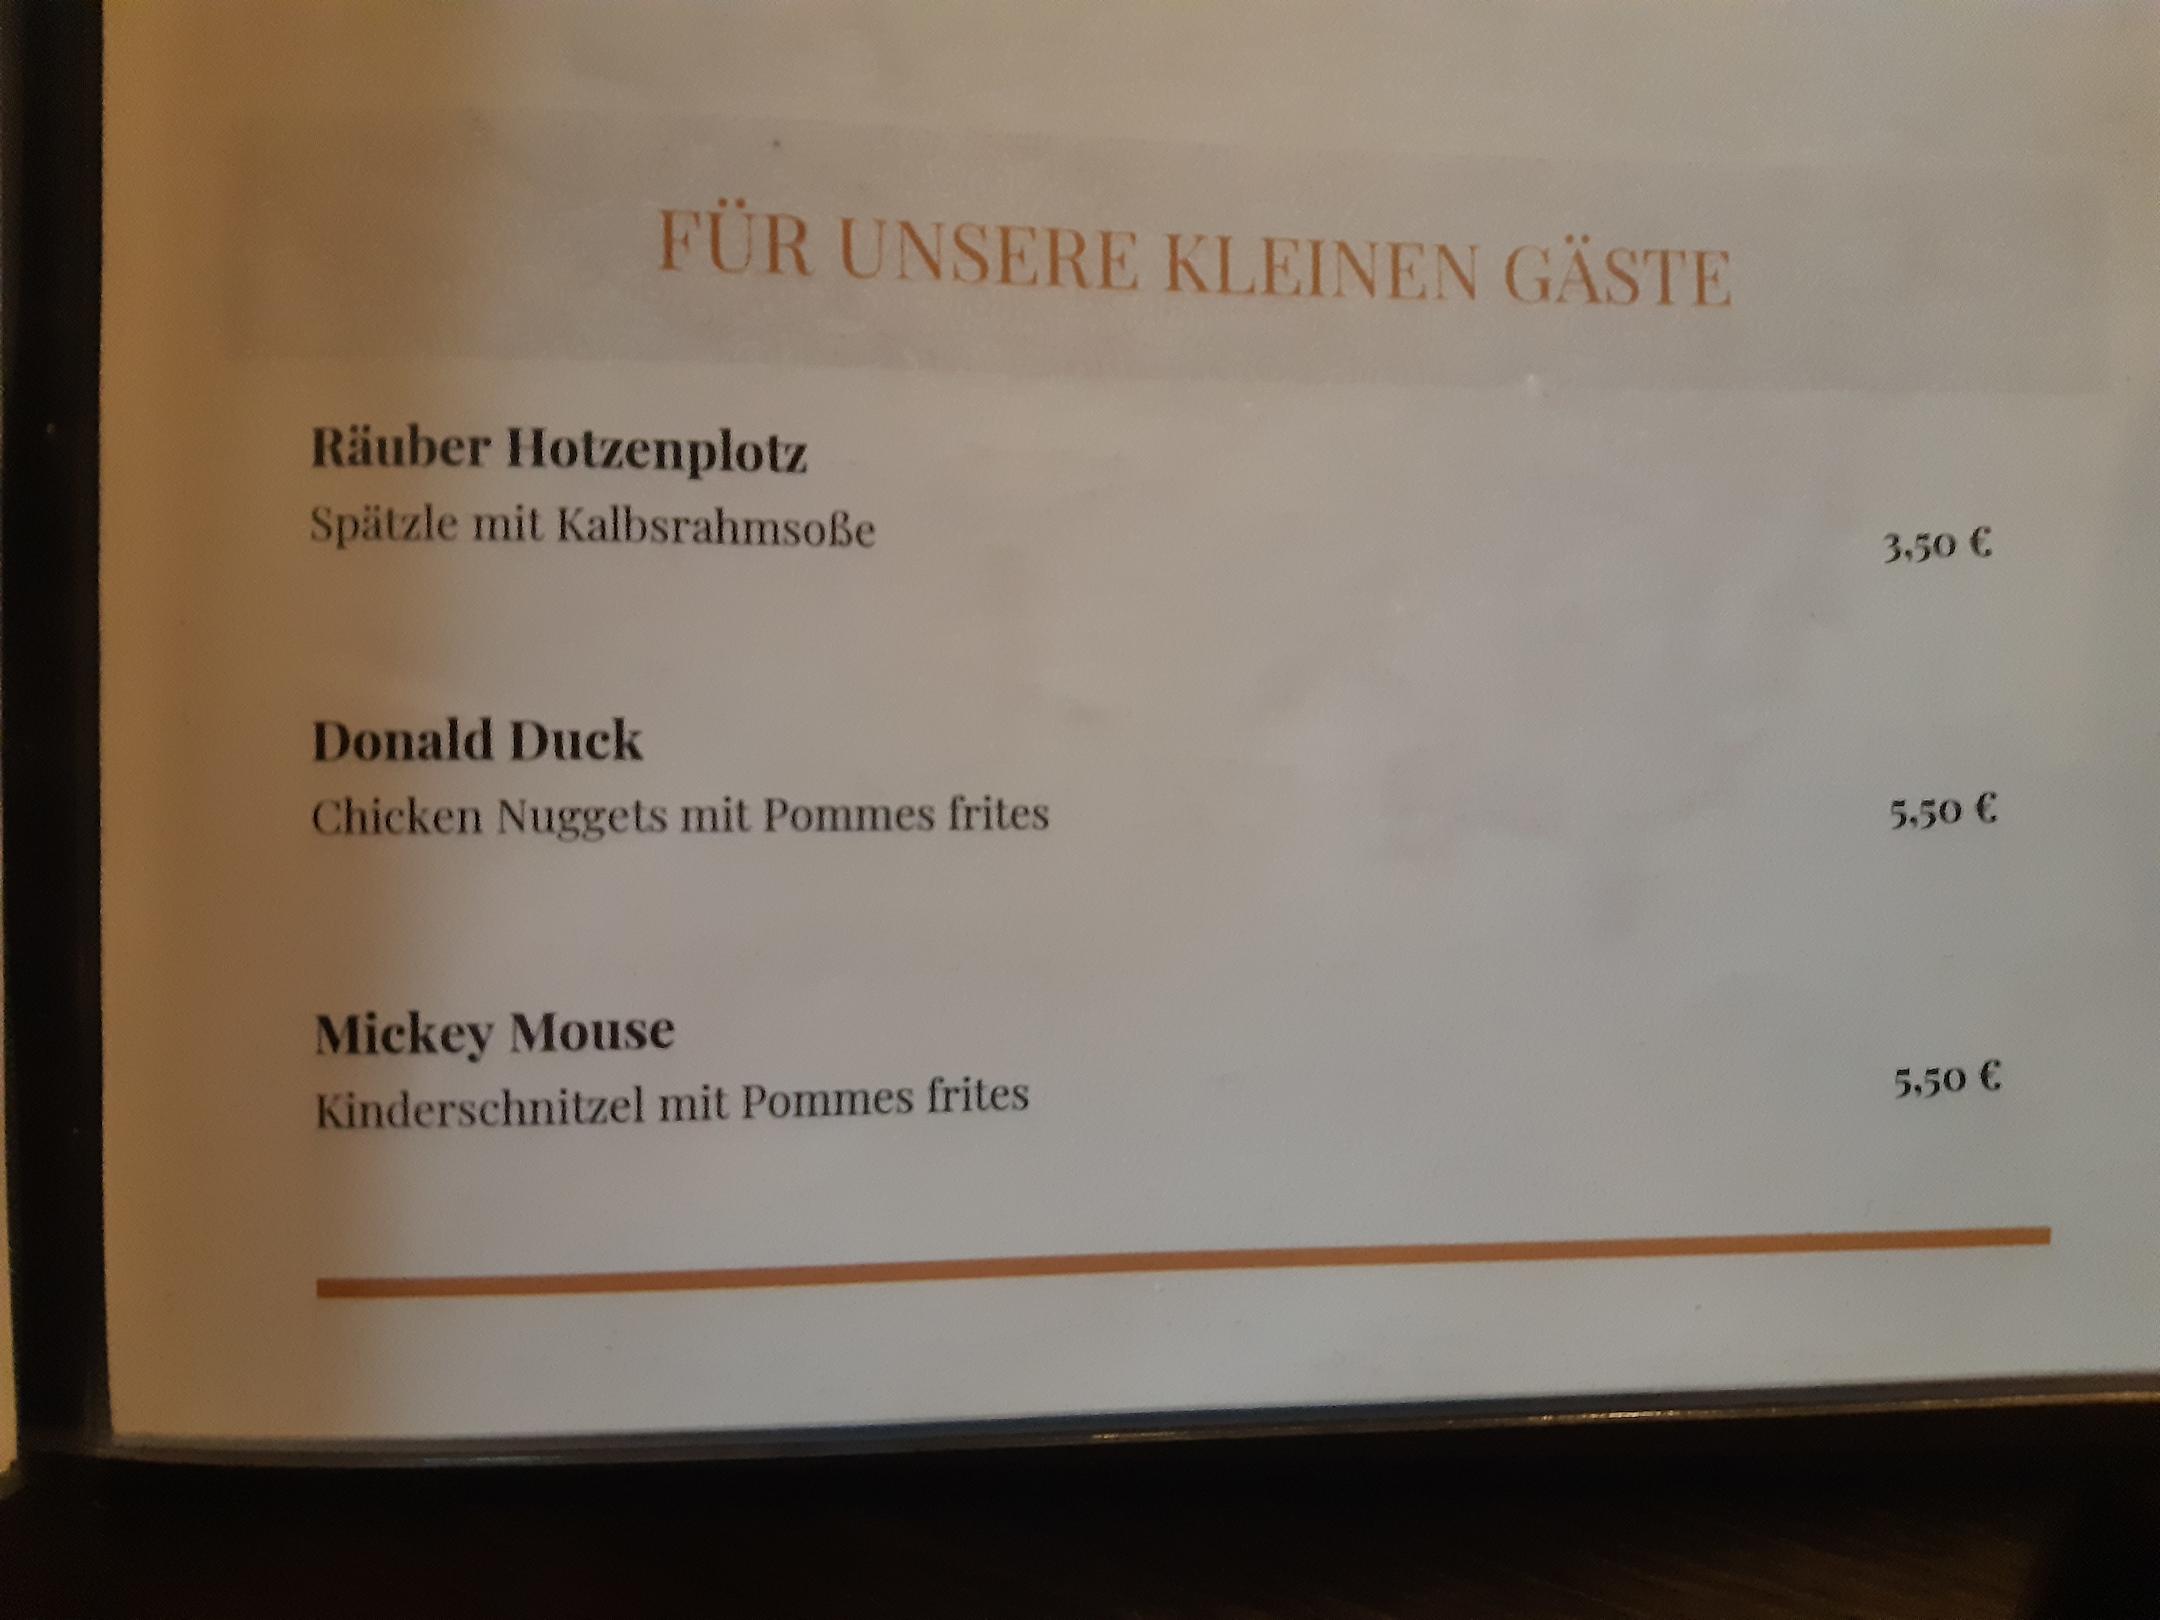 FÜR UNSERE KLEINEN GÄSTE
Räuber Hotzenplotz
Spätzle mit Kalbsrahmsoße 3,50 €
Donald Duck
Chicken Nuggets mit Pommes frites 5,50 €
Mickey Mouse
Kinderschnitzel mit Pommes frites 5,50 €